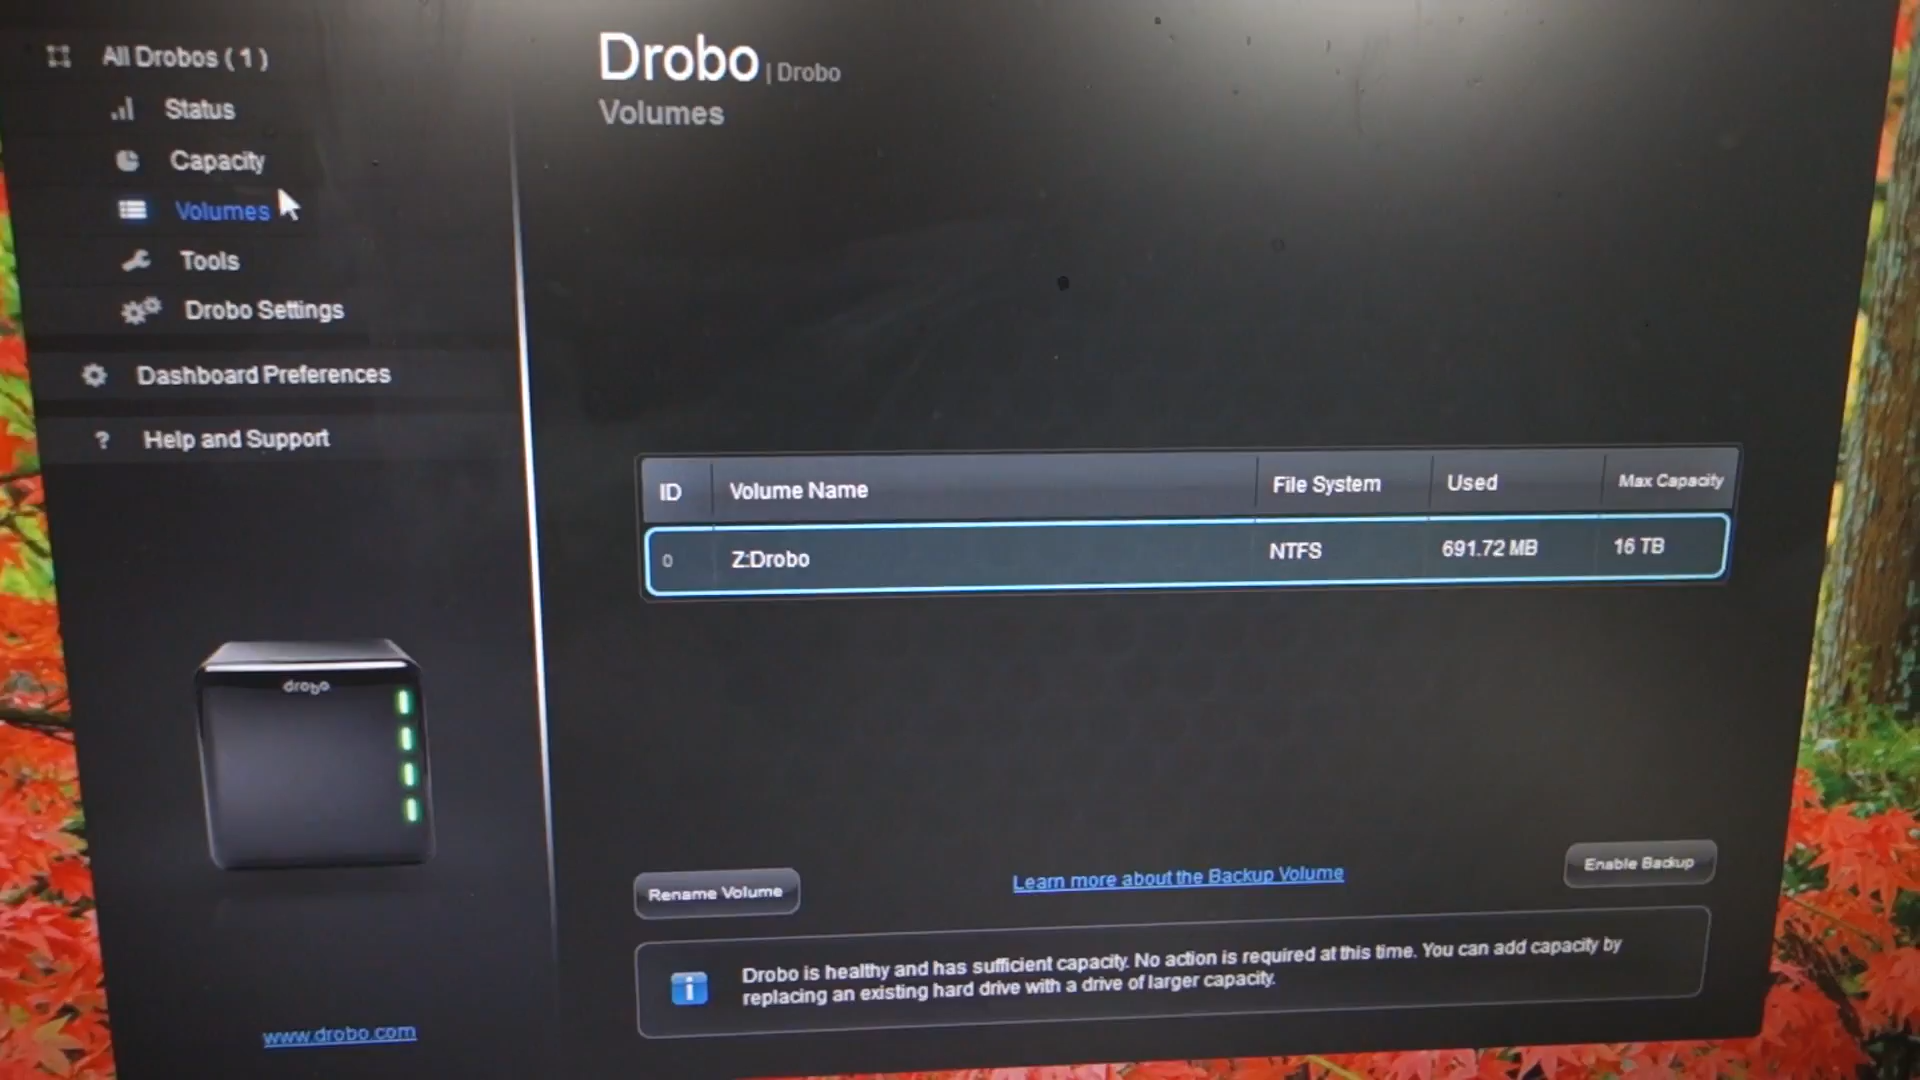 All Drobos ( 1 )
Status
Capacity
Volumes
Tools
Drobo Settings
Dashboard Preferences
? Help and Support
drobo
www.drobo.com
Drobo | Drobo
Volumes
ID Volume Name File System Used Max Capacity
0 Z:Drobo NTFS 691.72 MB 16 TB
Rename Volume Learn more about the Backup Volume Enable Backup
i Drobo is healthy and has sufficient capacity. No action is required at this time. You can add capacity by
replacing an existing hard drive with a drive of larger capacity.